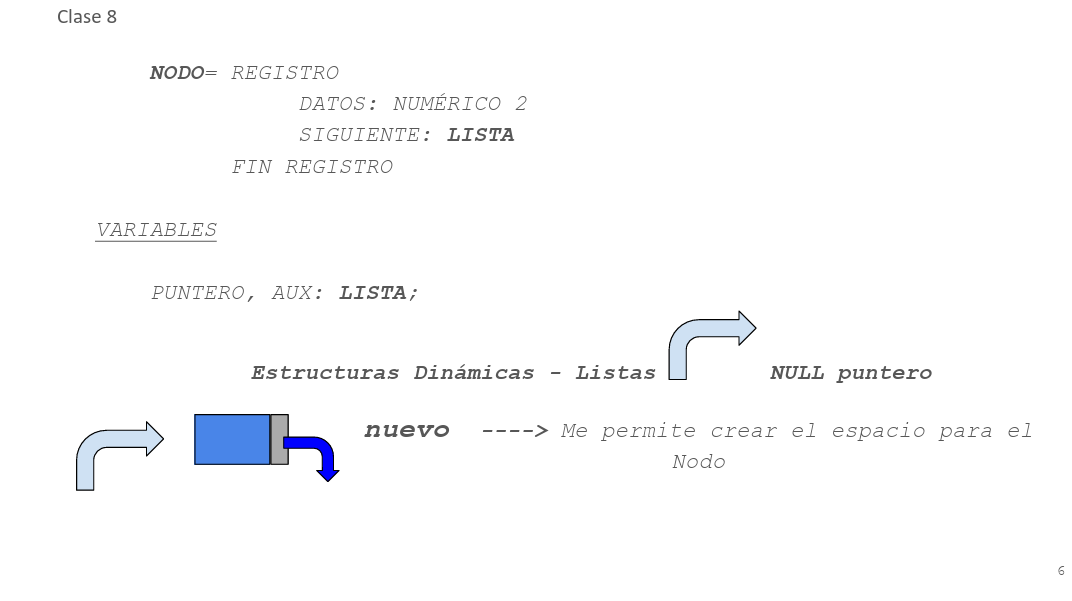 Clase 8
NODO= REGISTRO
DATOS: NUMÉRICO 2
SIGUIENTE: LISTA
FIN REGISTRO
VARIABLES
PUNTERO, AUX: LISTA;
Estructuras Dinámicas - Listas NULL puntero
nuevo ----> Me permite crear el espacio para el
Nodo
6